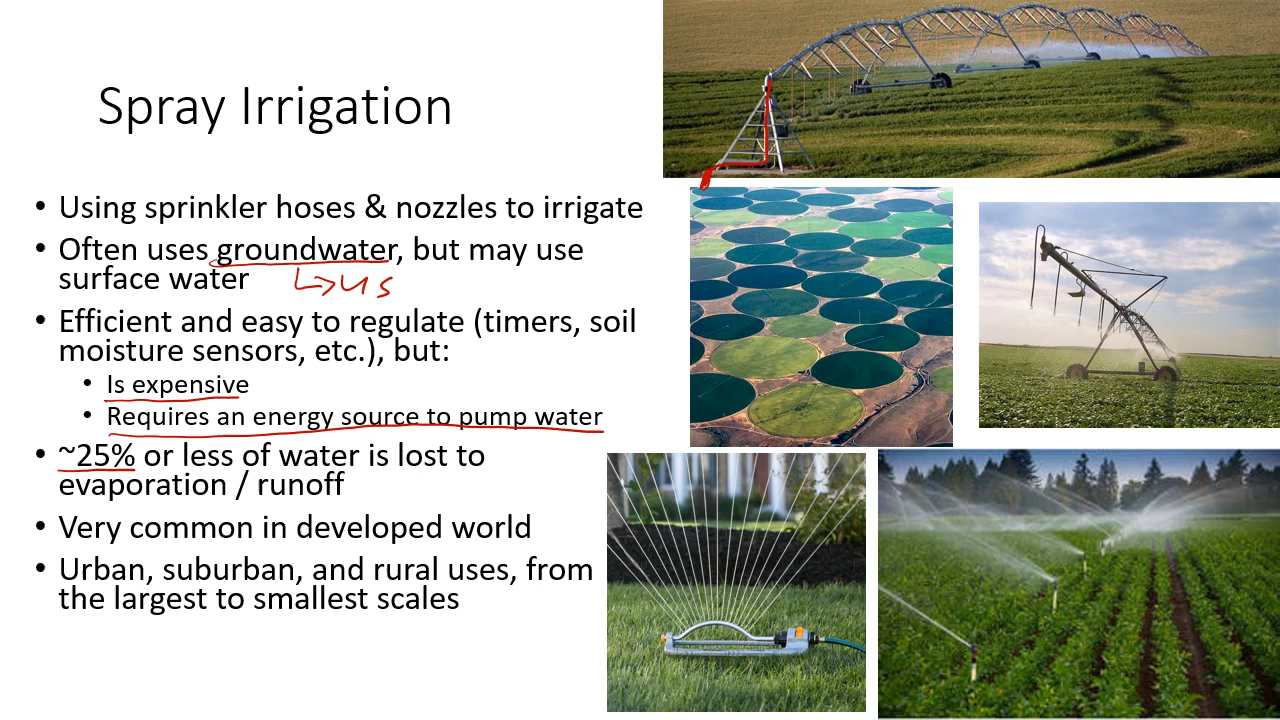 Spray Irrigation
• Using sprinkler hoses & nozzles to irrigate
• Often uses groundwater, but may use
surface water
↳ us
• Efficient and easy to regulate (timers, soil
moisture sensors, etc.), but:
• Is expensive
• Requires an energy source to pump water
• ~25% or less of water is lost to
evaporation / runoff
• Very common in developed world
• Urban, suburban, and rural uses, from
the largest to smallest scales